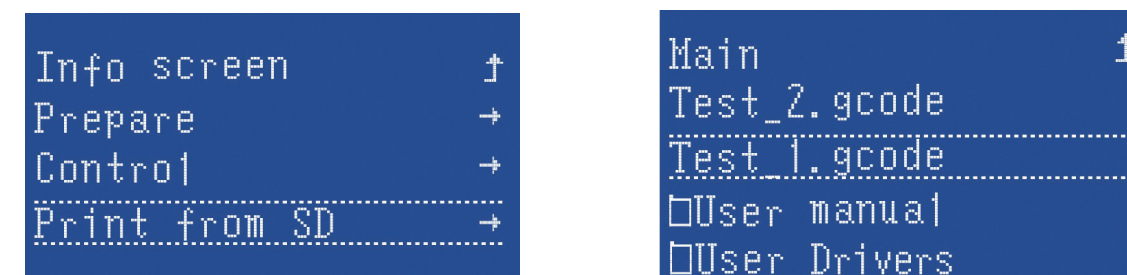 Info screen
Prepare
Control
Print from SD
Main
Test_2.gcode
Test_1.gcode
User manual
User Drivers